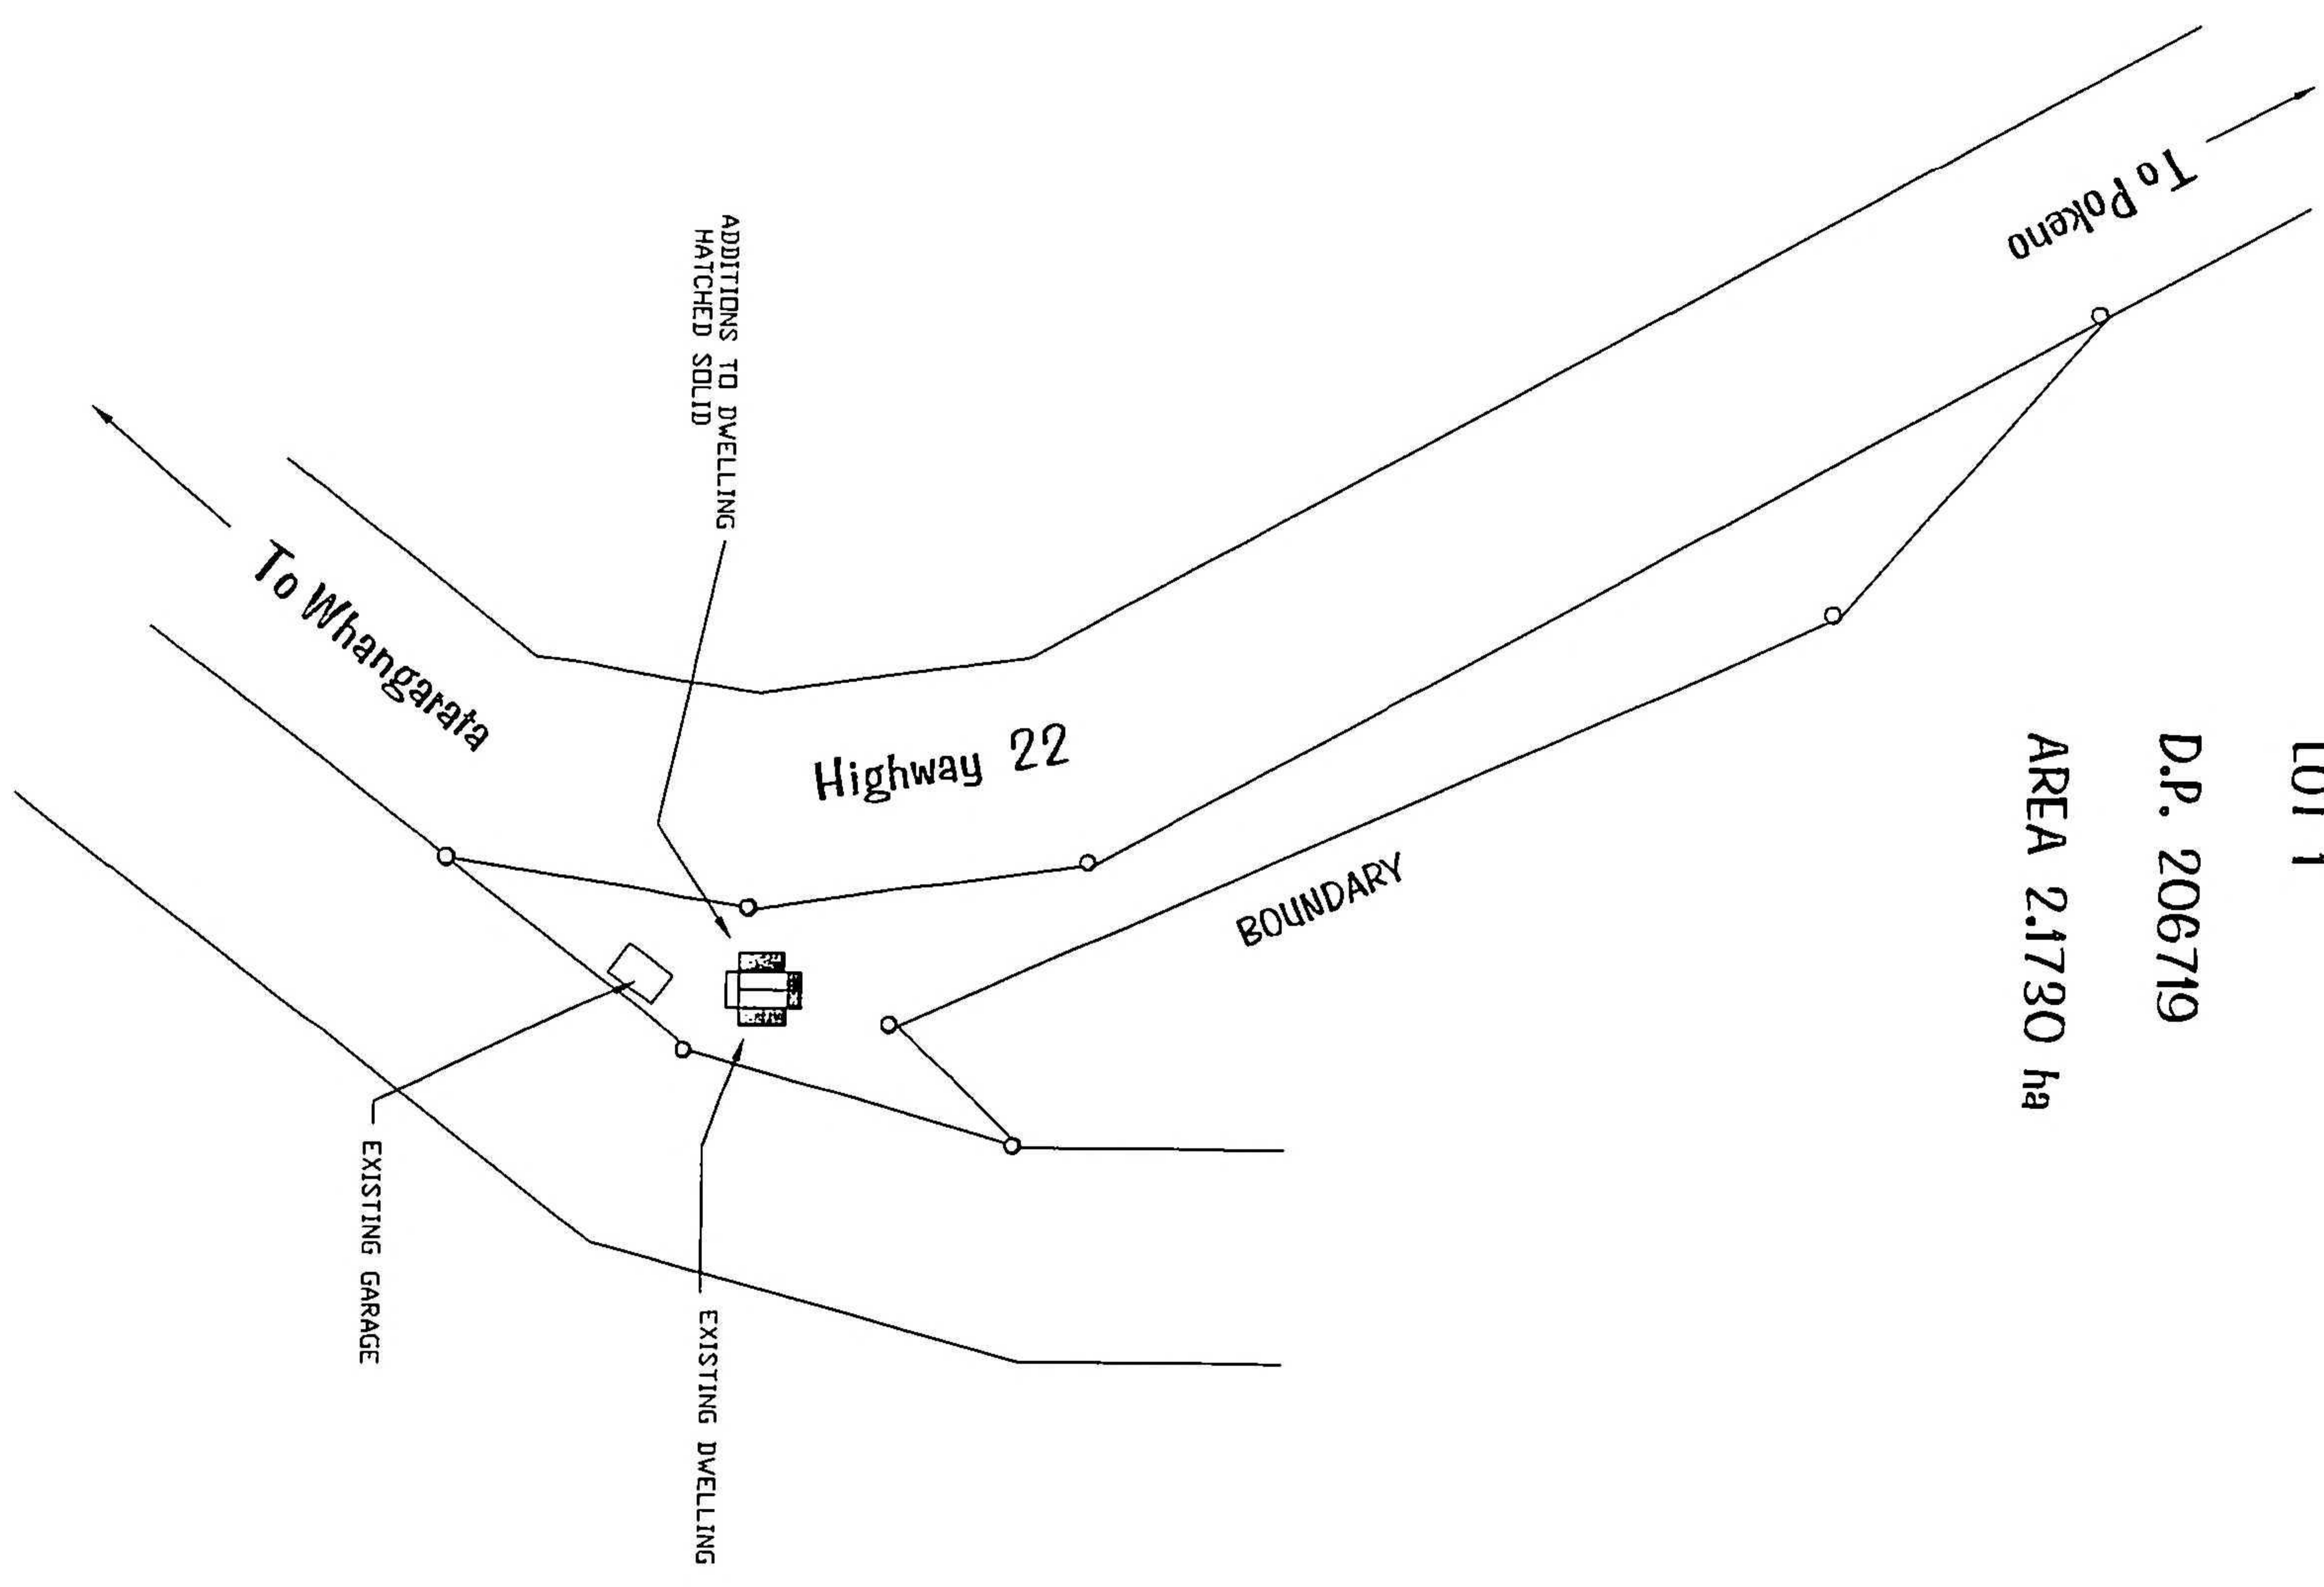 LOT 1
D.P. 206719
AREA 2.1730 ha
To Pokeno
ADDITIONS TO DWELLING
HATCHED SOLID
To Whangarata
Highway 22
BOUNDARY
EXISTING GARAGE
EXISTING DWELLING